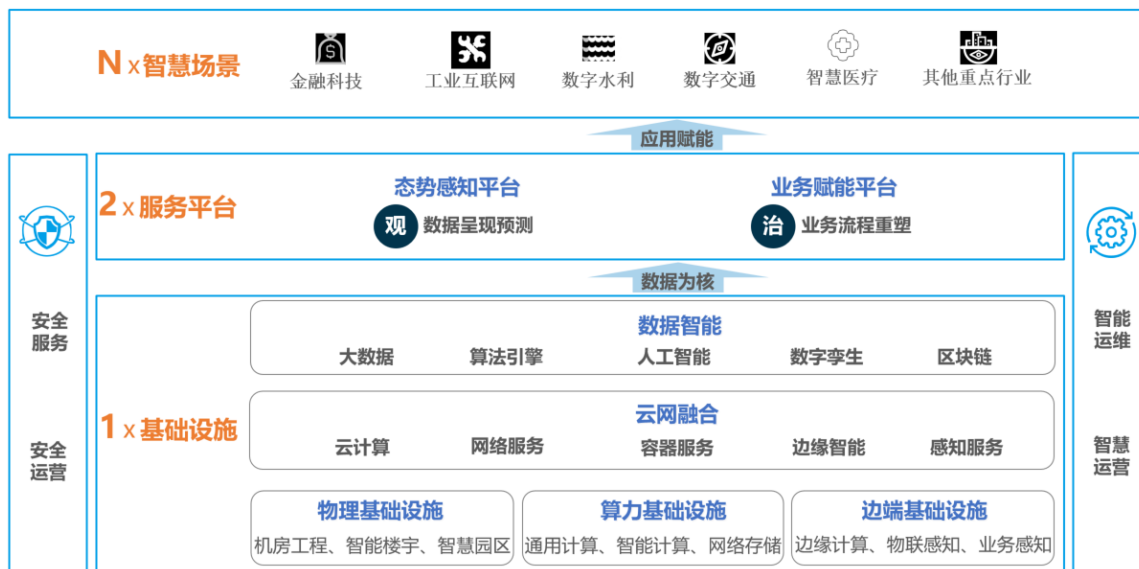 N x 智慧场景
金融科技
工业互联网
数字水利
数字交通
智慧医疗
其他重点行业
应用赋能
安全
服务
安全
运营
2 x 服务平台
态势感知平台
观 数据呈现预测
业务赋能平台
治 业务流程重塑
数据为核
1 x 基础设施
数据智能
大数据 算法引擎 人工智能 数字孪生 区块链
云网融合
云计算 网络服务 容器服务 边缘智能 感知服务
物理基础设施
机房工程、智能楼宇、智慧园区
算力基础设施
通用计算、智能计算、网络存储
边端基础设施
边缘计算、物联感知、业务感知
智能
运维
智慧
运营